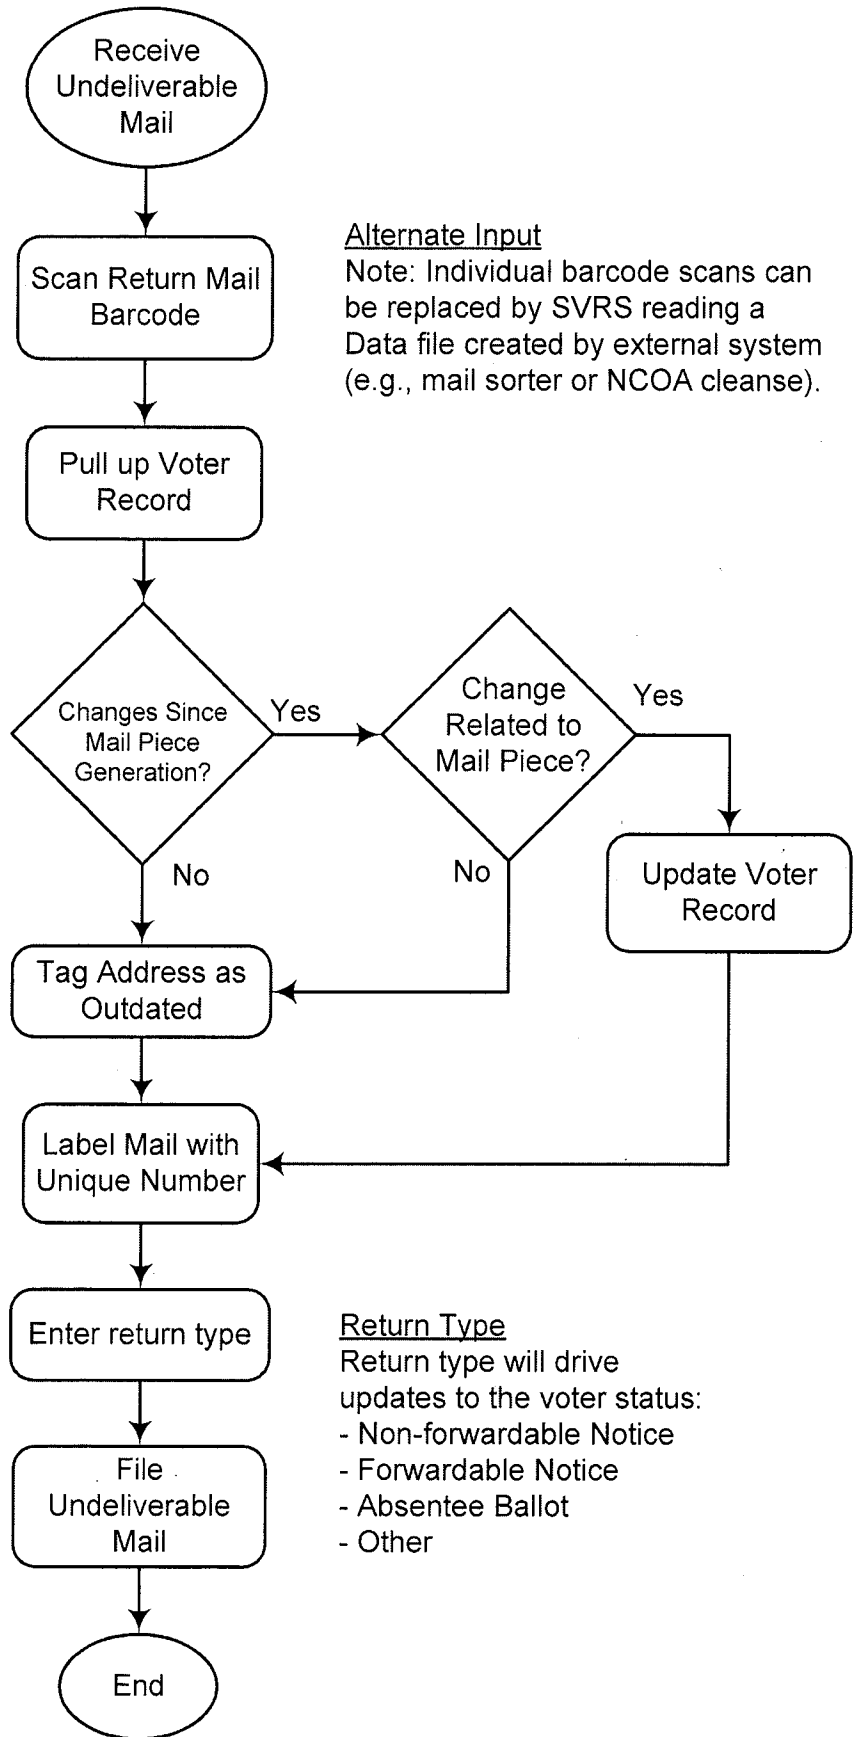 Receive
Undeliverable
Mail
Scan Return Mail
Barcode
Alternate Input
Note: Individual barcode scans can
be replaced by SVRS reading a
Data file created by external system
(e.g., mail sorter or NCOA cleanse).
Pull up Voter
Record
Changes Since
Mail Piece
Generation?
Yes
Change
Related to
Mail Piece?
Yes
No
No
Update Voter
Record
Tag Address as
Outdated
Label Mail with
Unique Number
Enter return type
Return Type
Return type will drive
updates to the voter status:
- Non-forwardable Notice
- Forwardable Notice
- Absentee Ballot
- Other
File
Undeliverable
Mail
End